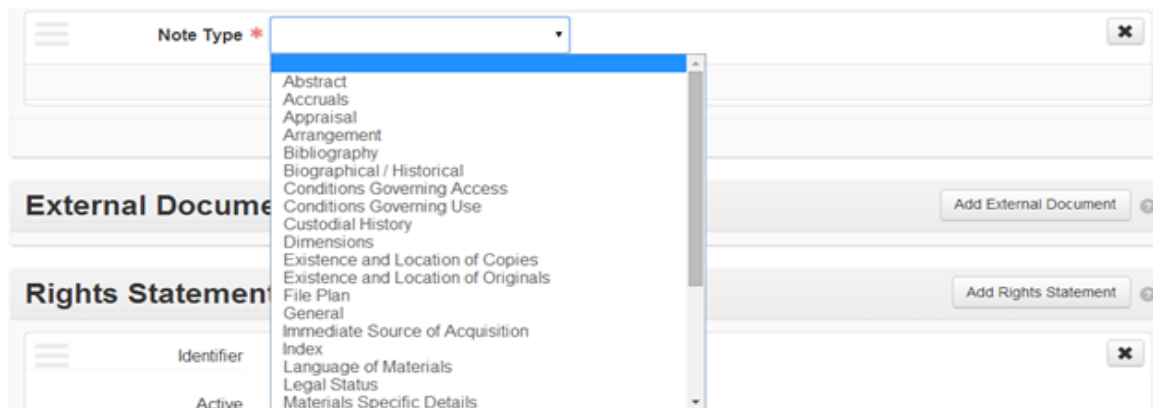 Note Type *
Abstract
Accruals
Appraisal
Arrangement
Bibliography
Biographical / Historical
Conditions Governing Access
Conditions Governing Use
Custodial History
Dimensions
Existence and Location of Copies
Existence and Location of Originals
File Plan
General
Immediate Source of Acquisition
Index
Language of Materials
Legal Status
Materials Specific Details
External Docume
Add External Document
Rights Statement
Add Rights Statement
Identifier
Active